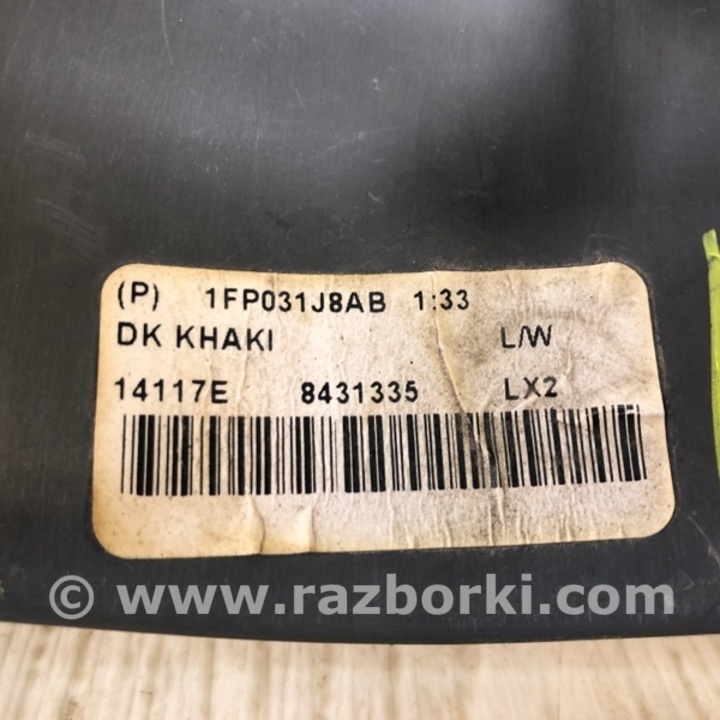 (P) 1FP031J8AB 1:33
DK KHAKI L/W
14117E 8431335 LX2
© www.razborki.com